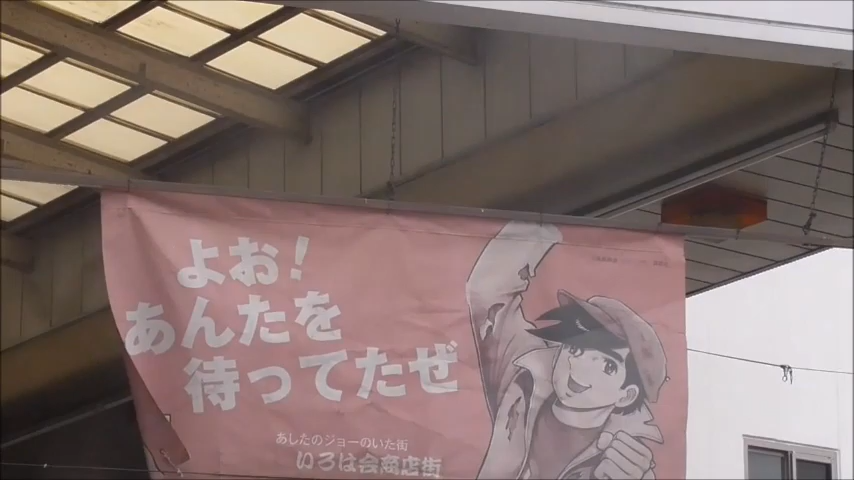 よお!
あんたを
待ってたぜ
あしたのジョーのいた街
いろは会商店街